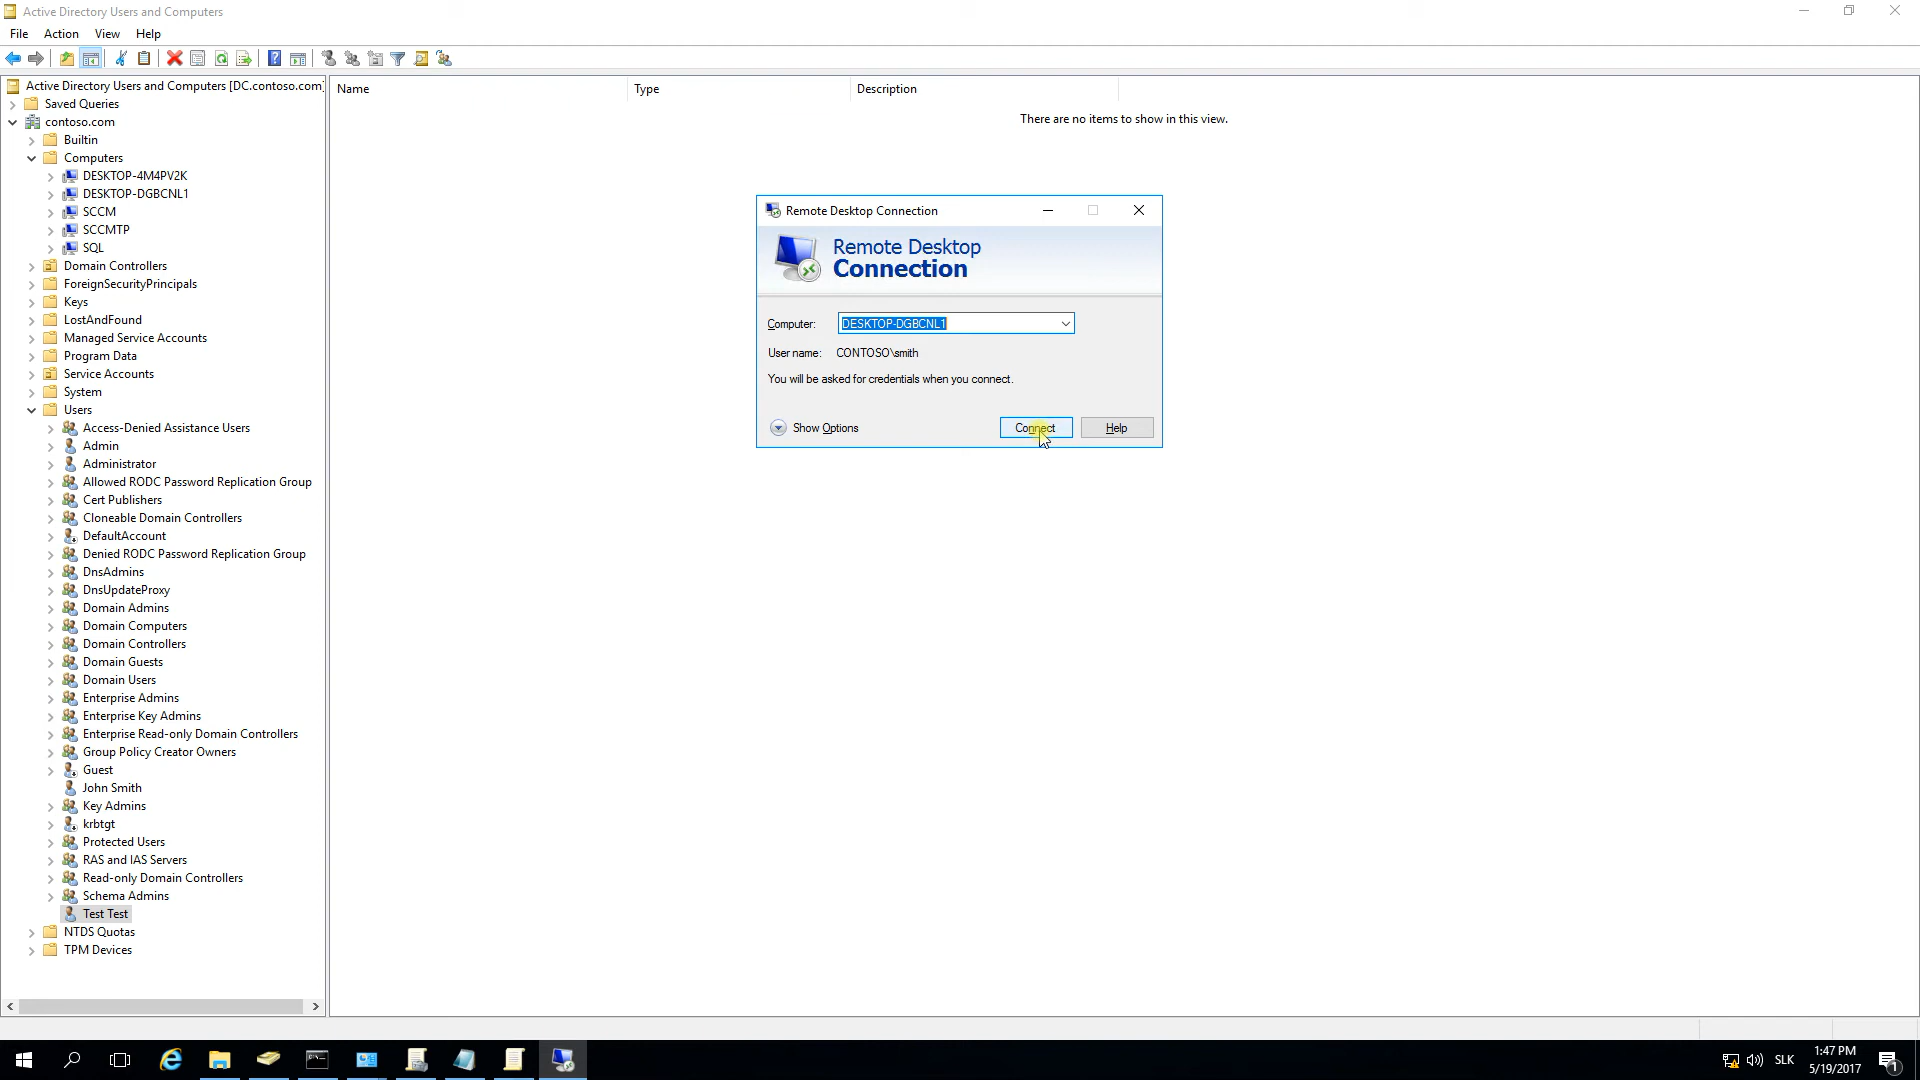 Active Directory Users and Computers
File Action View Help
Active Directory Users and Computers [DC.contoso.com]
Saved Queries
contoso.com
Builtin
Computers
DESKTOP-4M4PV2K
DESKTOP-DGBCNL1
SCCM
SCCMTP
SQL
Domain Controllers
ForeignSecurityPrincipals
Keys
LostAndFound
Managed Service Accounts
Program Data
Service Accounts
System
Users
Access-Denied Assistance Users
Admin
Administrator
Allowed RODC Password Replication Group
Cert Publishers
Cloneable Domain Controllers
DefaultAccount
Denied RODC Password Replication Group
DnsAdmins
DnsUpdateProxy
Domain Admins
Domain Computers
Domain Controllers
Domain Guests
Domain Users
Enterprise Admins
Enterprise Key Admins
Enterprise Read-only Domain Controllers
Group Policy Creator Owners
Guest
John Smith
Key Admins
krbtgt
Protected Users
RAS and IAS Servers
Read-only Domain Controllers
Schema Admins
Test Test
NTDS Quotas
TPM Devices
Name Type Description
There are no items to show in this view.
Remote Desktop Connection
Remote Desktop
Connection
Computer: DESKTOP-DGBCNL1
User name: CONTOSO\smith
You will be asked for credentials when you connect.
Show Options Connect Help
SLK
1:47 PM
5/19/2017
1